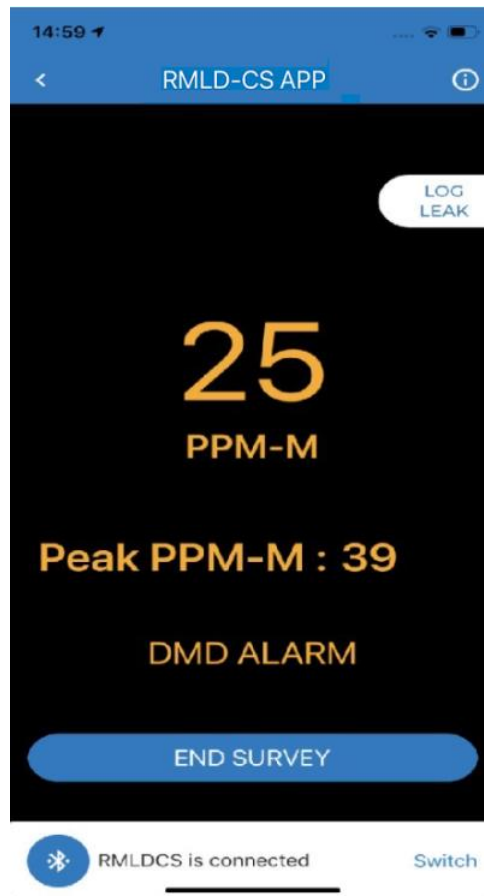 14:59
RMLD-CS APP
LOG
LEAK
25
PPM-M
Peak PPM-M : 39
DMD ALARM
END SURVEY
RMLDCS is connected
Switch